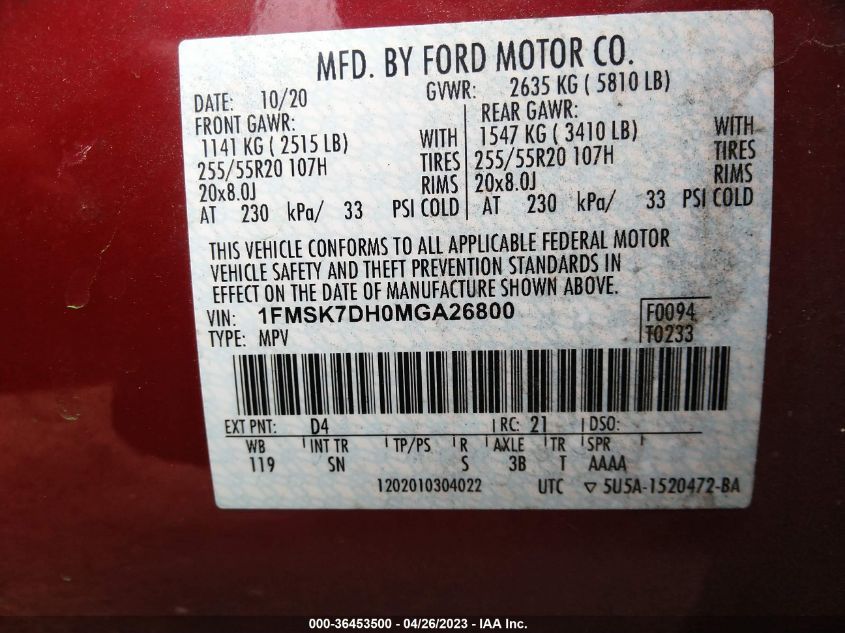 MFD. BY FORD MOTOR CO.
DATE: 10/20 GVWR: 2635 KG ( 5810 LB)
FRONT GAWR: REAR GAWR:
1141 KG ( 2515 LB) WITH 1547 KG ( 3410 LB) WITH
255/55R20 107H TIRES 255/55R20 107H TIRES
20x8.0J RIMS 20x8.0J RIMS
AT 230 kPa/ 33 PSI COLD AT 230 kPa/ 33 PSI COLD
THIS VEHICLE CONFORMS TO ALL APPLICABLE FEDERAL MOTOR
VEHICLE SAFETY AND THEFT PREVENTION STANDARDS IN
EFFECT ON THE DATE OF MANUFACTURE SHOWN ABOVE.
VIN: 1FMSK7DH0MGA26800 F0094
TYPE: MPV T0233
EXT PNT: D4 RC: 21 DSO:
WB INT TR TP/PS R AXLE TR SPR
119 SN S 3B T AAAA
1202010304022 UTC ▽ 5U5A-1520472-BA
000-36453500 - 04/26/2023 - IAA Inc.